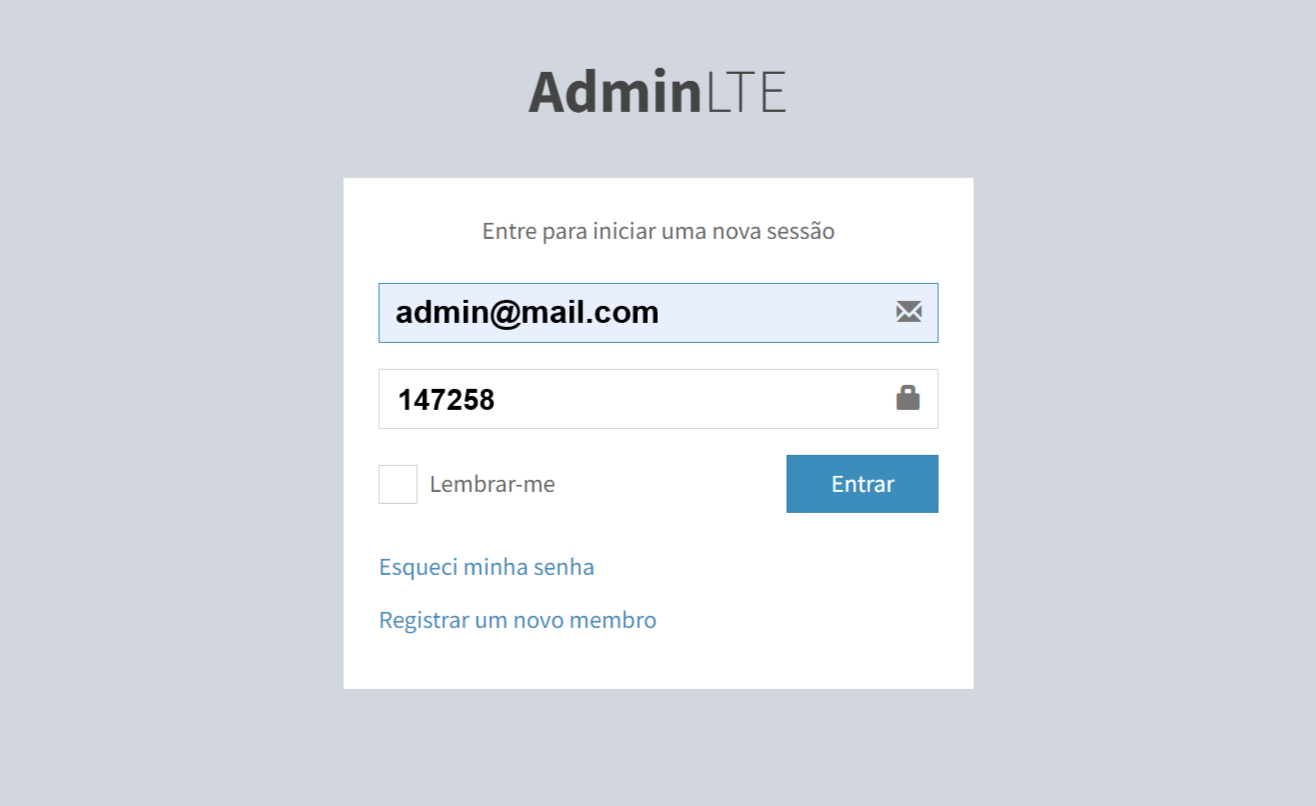 AdminLTE
Entre para iniciar uma nova sessão
admin@mail.com
147258
Lembrar-me
Entrar
Esqueci minha senha
Registrar um novo membro